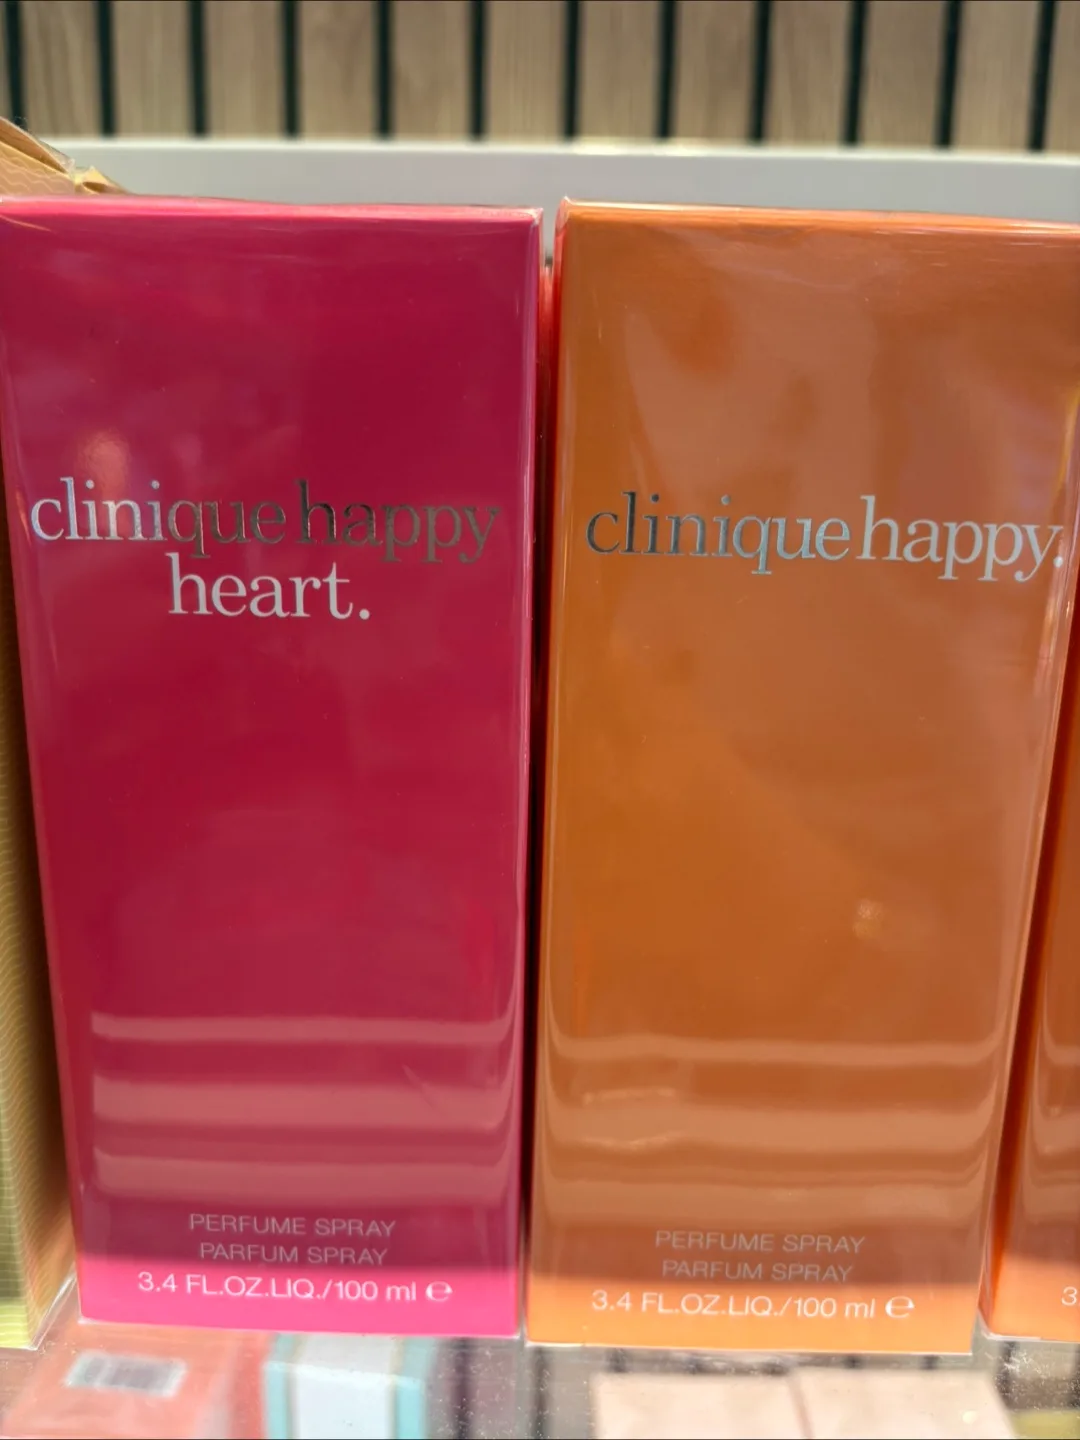 clinique happy
heart.
PERFUME SPRAY
PARFUM SPRAY
3.4 FL.OZ.LIQ./100 ml ℮
clinique happy.
PERFUME SPRAY
PARFUM SPRAY
3.4 FL.OZ.LIQ./100 ml ℮
3